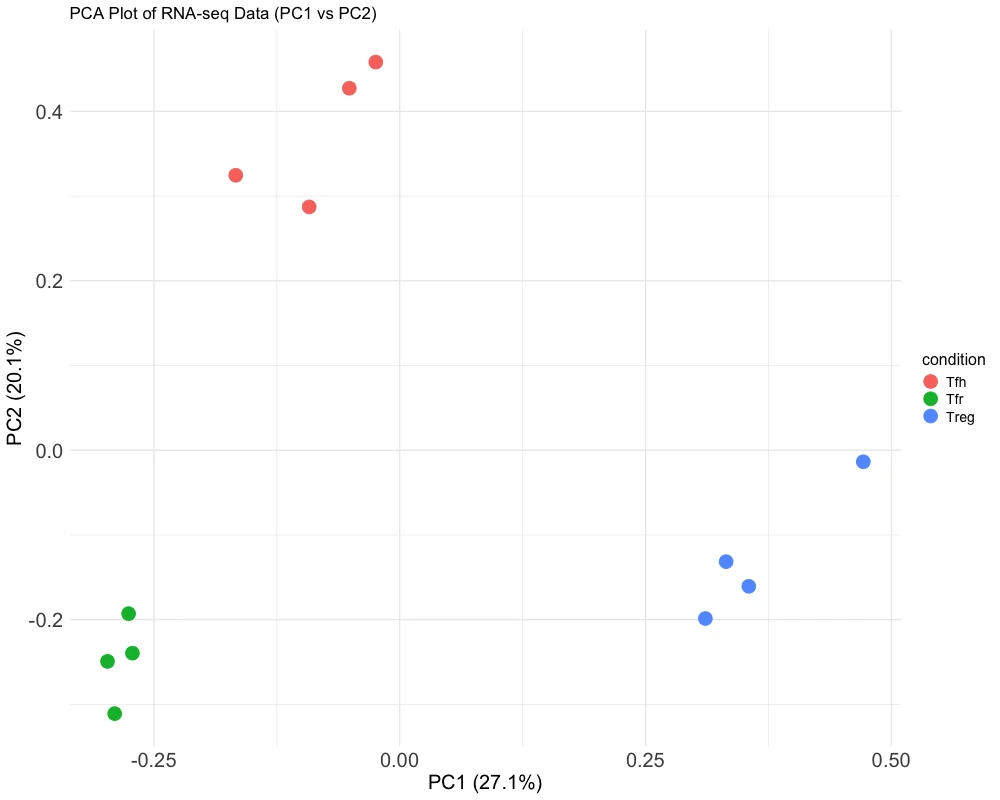 PCA Plot of RNA-seq Data (PC1 vs PC2)
0.4
0.2
0.0
-0.2
PC2 (20.1%)
-0.25
0.00
0.25
0.50
PC1 (27.1%)
condition
Tfh
Tfr
Treg